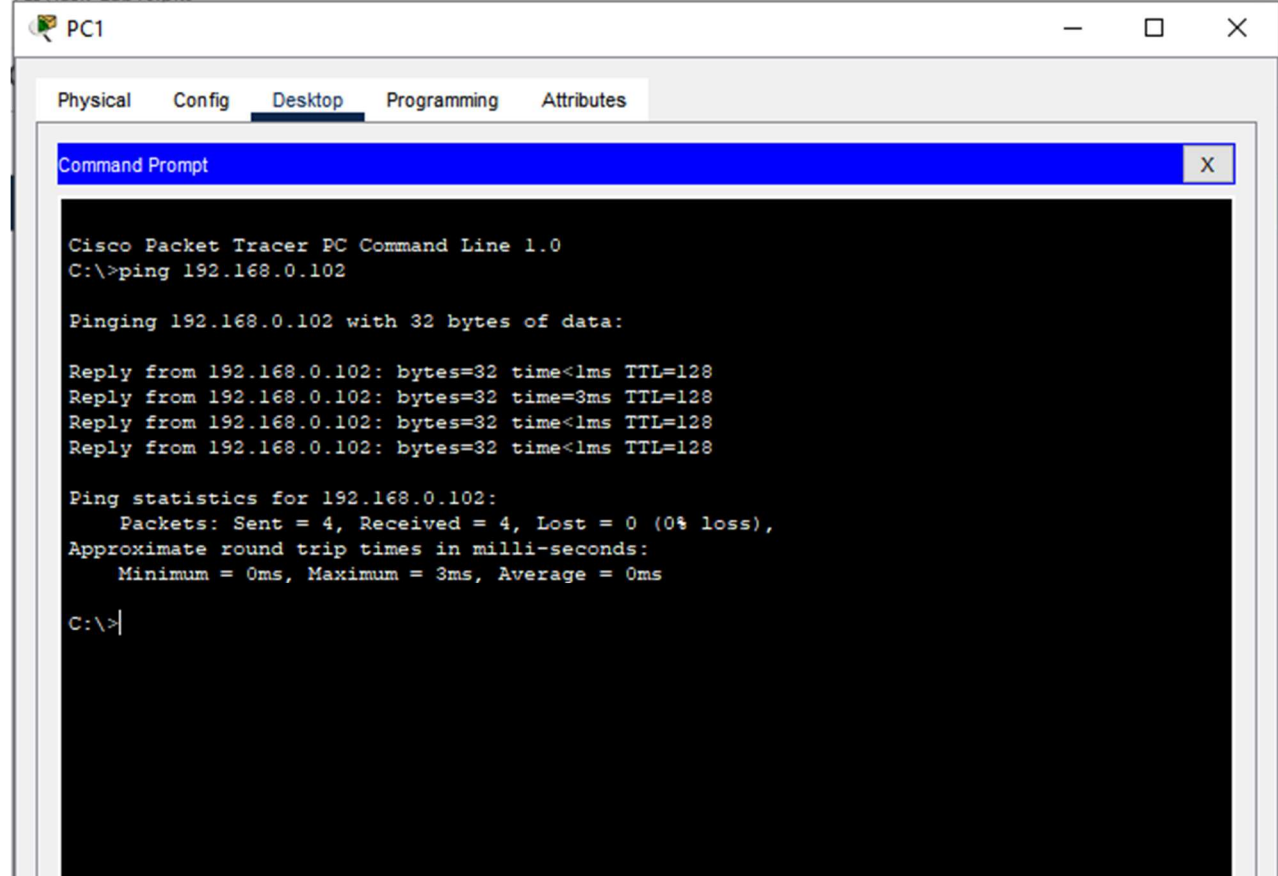 PC1
Physical Config Desktop Programming Attributes
Command Prompt
X
Cisco Packet Tracer PC Command Line 1.0
C:\>ping 192.168.0.102
Pinging 192.168.0.102 with 32 bytes of data:
Reply from 192.168.0.102: bytes=32 time<1ms TTL=128
Reply from 192.168.0.102: bytes=32 time=3ms TTL=128
Reply from 192.168.0.102: bytes=32 time<1ms TTL=128
Reply from 192.168.0.102: bytes=32 time<1ms TTL=128
Ping statistics for 192.168.0.102:
Packets: Sent = 4, Received = 4, Lost = 0 (0% loss),
Approximate round trip times in milli-seconds:
Minimum = 0ms, Maximum = 3ms, Average = 0ms
C:\>